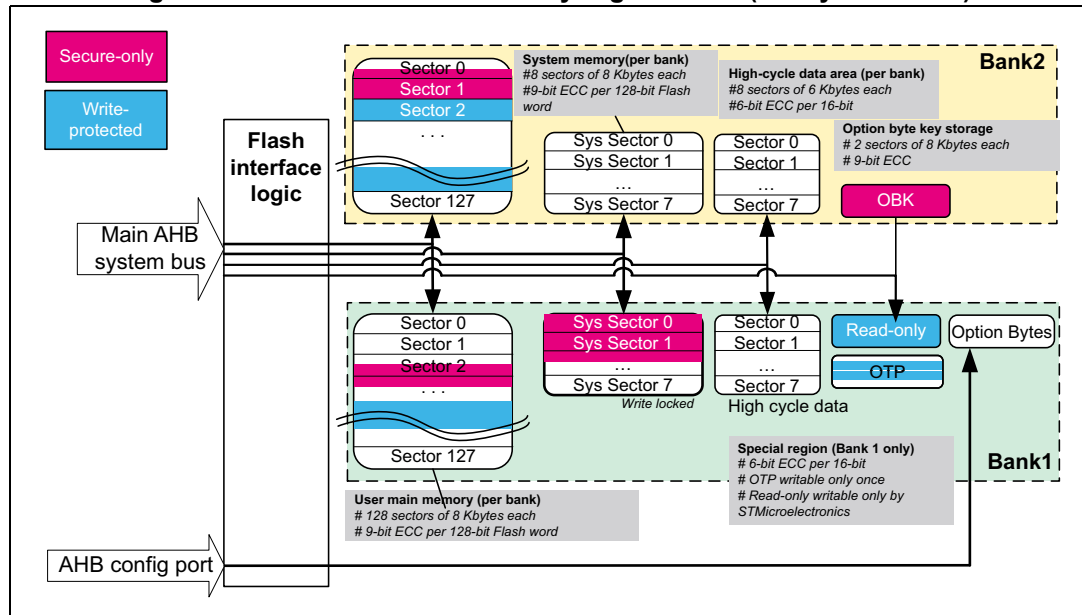 Secure-only
Write-
protected
Flash
interface
logic
Main AHB
system bus
AHB config port
Bank2
Sector 0
Sector 1
Sector 2
. . .
Sector 127
System memory(per bank)
#8 sectors of 8 Kbytes each
#9-bit ECC per 128-bit Flash
word
Sys Sector 0
Sys Sector 1
...
Sys Sector 7
High-cycle data area (per bank)
#8 sectors of 6 Kbytes each
#6-bit ECC per 16-bit
Sector 0
Sector 1
...
Sector 7
Option byte key storage
# 2 sectors of 8 Kbytes each
# 9-bit ECC
OBK
Sector 0
Sector 1
Sector 2
. . .
Sector 127
Sys Sector 0
Sys Sector 1
...
Sys Sector 7
Write locked
Sector 0
Sector 1
...
Sector 7
High cycle data
Read-only
OTP
Option Bytes
Special region (Bank 1 only)
# 6-bit ECC per 16-bit
# OTP writable only once
# Read-only writable only by
STMicroelectronics
Bank1
User main memory (per bank)
# 128 sectors of 8 Kbytes each
# 9-bit ECC per 128-bit Flash word